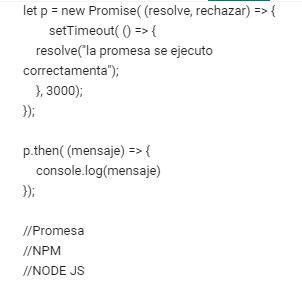 let p = new Promise( (resolve, rechazar) => {
setTimeout( () => {
resolve("la promesa se ejecuto
correctamenta");
}, 3000);
});
p.then( (mensaje) => {
console.log(mensaje)
});
//Promesa
//NPM
//NODE JS